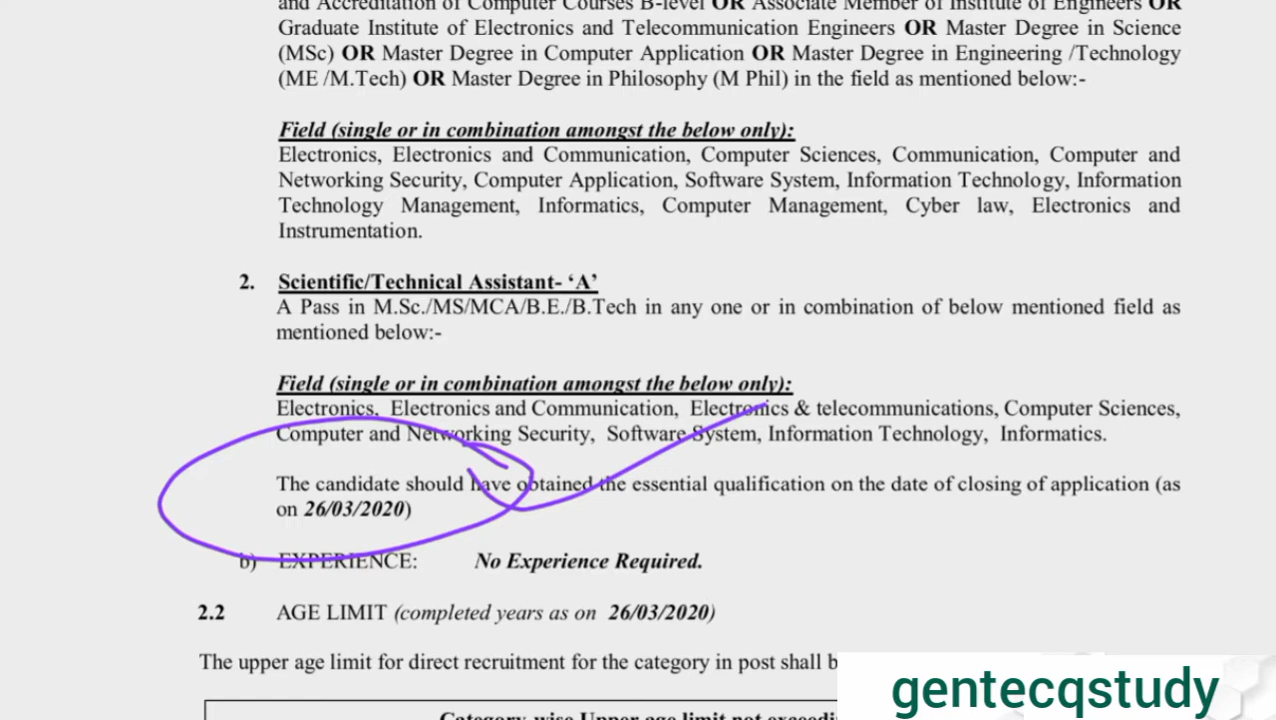 and Accreditation of Computer Courses B-level OR Associate Member of Institute of Engineers OR
Graduate Institute of Electronics and Telecommunication Engineers OR Master Degree in Science
(MSc) OR Master Degree in Computer Application OR Master Degree in Engineering /Technology
(ME /M.Tech) OR Master Degree in Philosophy (M Phil) in the field as mentioned below:-
Field (single or in combination amongst the below only):
Electronics, Electronics and Communication, Computer Sciences, Communication, Computer and
Networking Security, Computer Application, Software System, Information Technology, Information
Technology Management, Informatics, Computer Management, Cyber law, Electronics and
Instrumentation.
2. Scientific/Technical Assistant- ‘A’
A Pass in M.Sc./MS/MCA/B.E./B.Tech in any one or in combination of below mentioned field as
mentioned below:-
Field (single or in combination amongst the below only):
Electronics, Electronics and Communication, Electronics & telecommunications, Computer Sciences,
Computer and Networking Security, Software System, Information Technology, Informatics.
The candidate should have obtained the essential qualification on the date of closing of application (as
on 26/03/2020)
b) EXPERIENCE: No Experience Required.
2.2 AGE LIMIT (completed years as on 26/03/2020)
The upper age limit for direct recruitment for the category in post shall b
Category-wise Upper age limit not exceedi
gentecqstudy